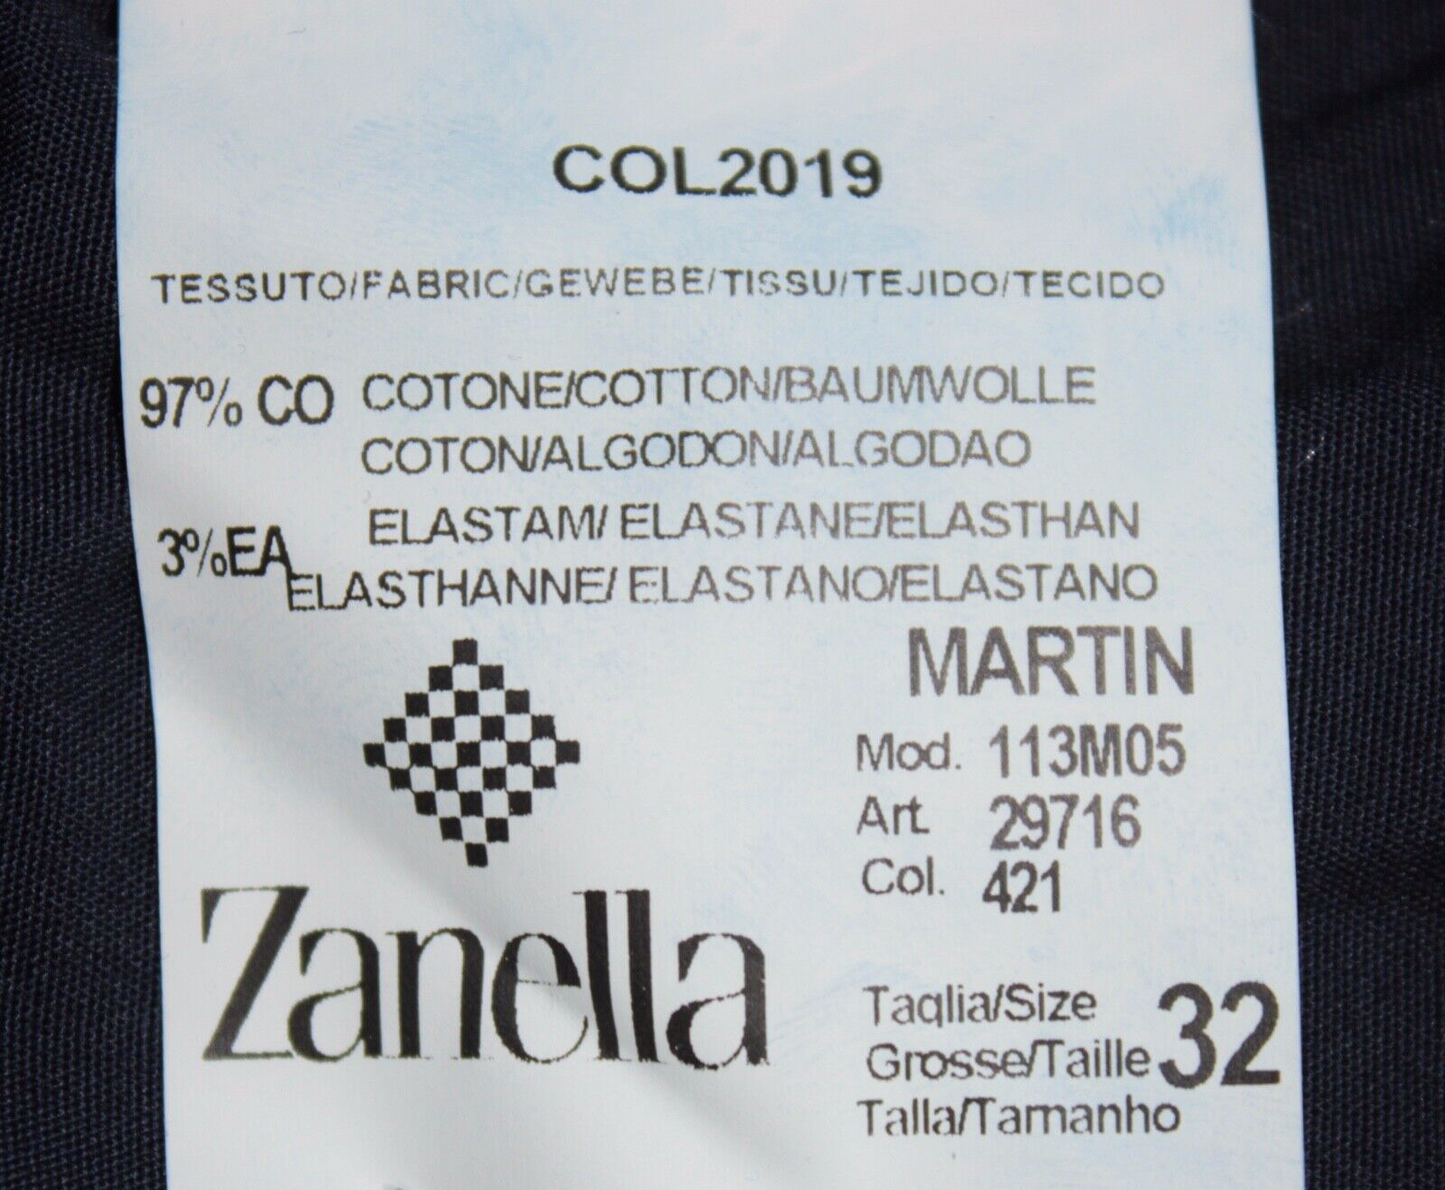 COL2019
TESSUTO/FABRIC/GEWEBE/TISSU/TEJIDO/TECIDO
97% CO COTONE/COTTON/BAUMWOLLE
COTON/ALGODON/ALGODAO
3%EA ELASTAM/ ELASTANE/ELASTHAN
ELASTHANNE/ ELASTANO/ELASTANO
MARTIN
Mod. 113M05
Art. 29716
Col. 421
Zanella
Taglia/Size
Grosse/Taille 32
Talla/Tamanho